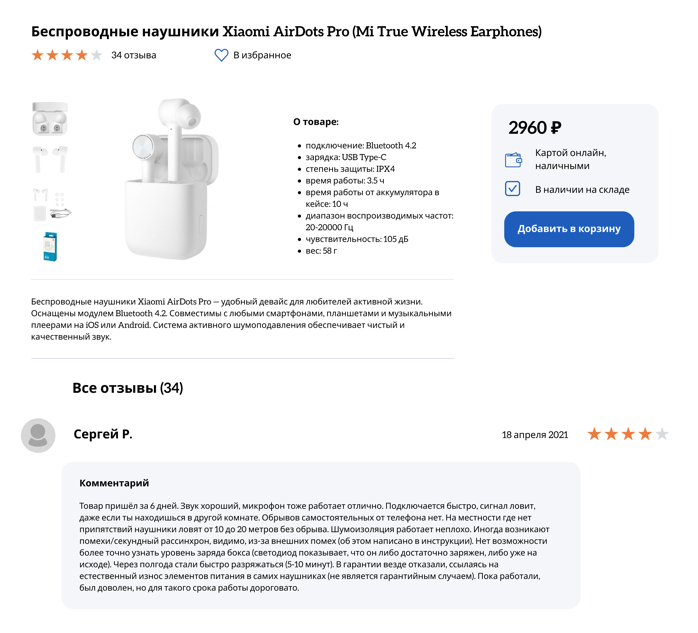 Беспроводные наушники Xiaomi AirDots Pro (Mi True Wireless Earphones)
34 отзыва
В избранное
О товаре:
• подключение: Bluetooth 4.2
• зарядка: USB Type-C
• степень защиты: IPX4
• время работы: 3.5 ч
• время работы от аккумулятора в
кейсе: 10 ч
• диапазон воспроизводимых частот:
20-20000 Гц
• чувствительность: 105 дБ
• вес: 58 г
2960 ₽
Картой онлайн,
наличными
В наличии на складе
Добавить в корзину
Беспроводные наушники Xiaomi AirDots Pro — удобный девайс для любителей активной жизни.
Оснащены модулем Bluetooth 4.2. Совместимы с любыми смартфонами, планшетами и музыкальными
плеерами на iOS или Android. Система активного шумоподавления обеспечивает чистый и
качественный звук.
Все отзывы (34)
Сергей Р.
18 апреля 2021
Комментарий
Товар пришёл за 6 дней. Звук хороший, микрофон тоже работает отлично. Подключается быстро, сигнал ловит,
даже если ты находишься в другой комнате. Обрывов самостоятельных от телефона нет. На местности где нет
припятствий наушники ловят от 10 до 20 метров без обрыва. Шумоизоляция работает неплохо. Иногда возникают
помехи/секундный рассинхрон, видимо, из-за внешних помех (об этом написано в инструкции). Нет возможности
более точно узнать уровень заряда бокса (светодиод показывает, что он либо достаточно заряжен, либо уже на
исходе). Через полгода стали быстро разряжаться (5-10 минут). В гарантии везде отказали, ссылаясь на
естественный износ элементов питания в самих наушниках (не является гарантийным случаем). Пока работали,
был доволен, но для такого срока работы дороговато.